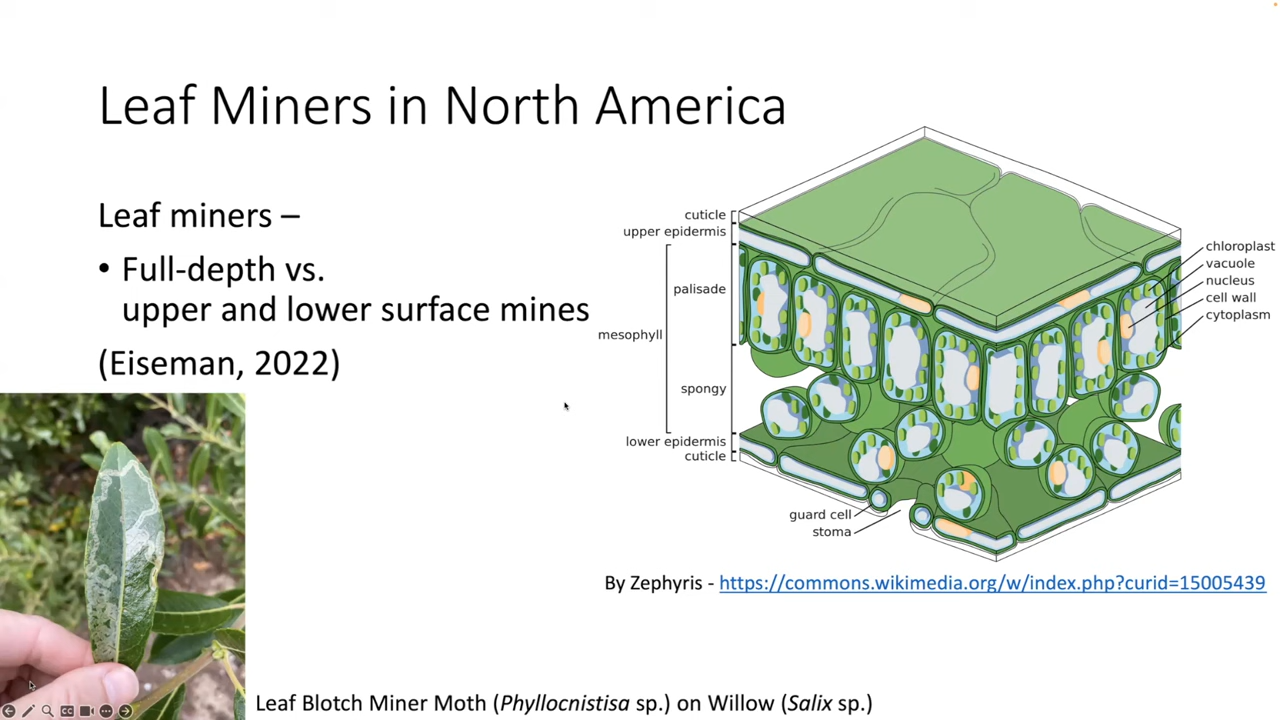 Leaf Miners in North America
Leaf miners –
• Full-depth vs.
upper and lower surface mines
(Eiseman, 2022)
cuticle
upper epidermis
palisade
mesophyll
spongy
lower epidermis
cuticle
guard cell
stoma
chloroplast
vacuole
nucleus
cell wall
cytoplasm
By Zephyris - https://commons.wikimedia.org/w/index.php?curid=15005439
Leaf Blotch Miner Moth (Phyllocnistisa sp.) on Willow (Salix sp.)
CC